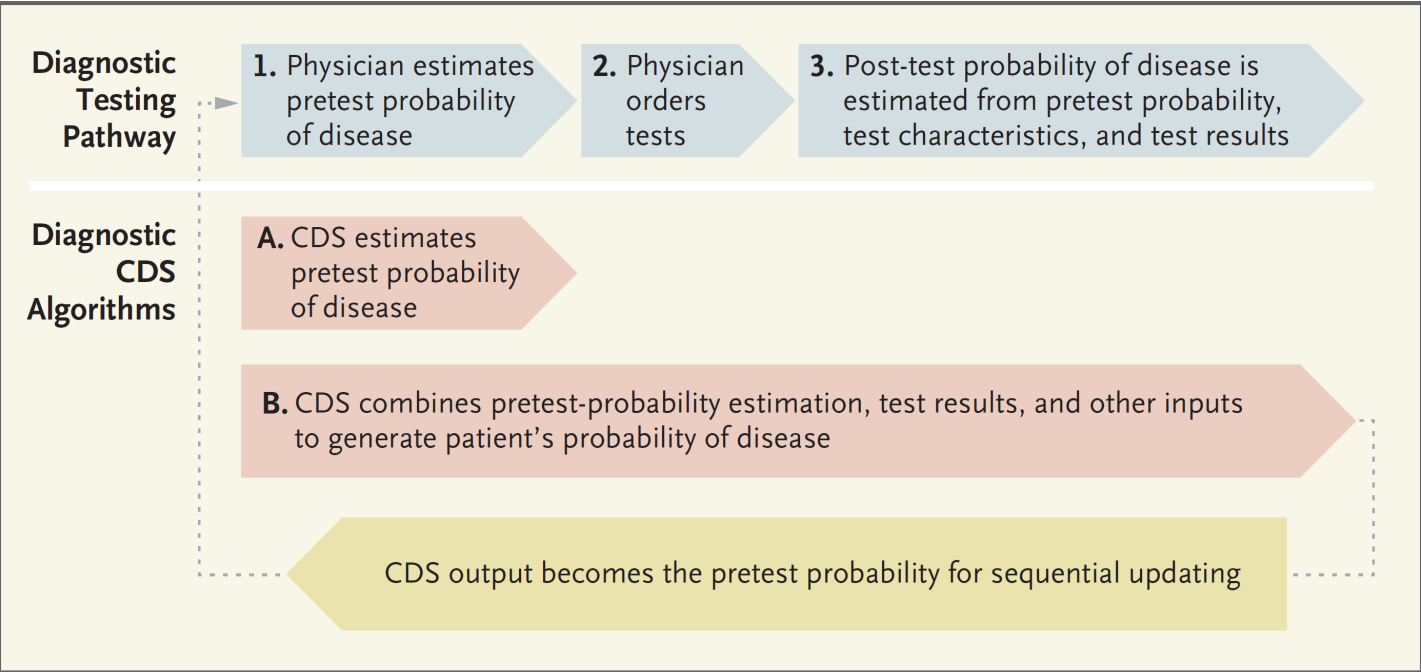 Diagnostic
Testing
Pathway
1. Physician estimates
pretest probability
of disease
2. Physician
orders
tests
3. Post-test probability of disease is
estimated from pretest probability,
test characteristics, and test results
Diagnostic
CDS
Algorithms
A. CDS estimates
pretest probability
of disease
B. CDS combines pretest-probability estimation, test results, and other inputs
to generate patient’s probability of disease
CDS output becomes the pretest probability for sequential updating